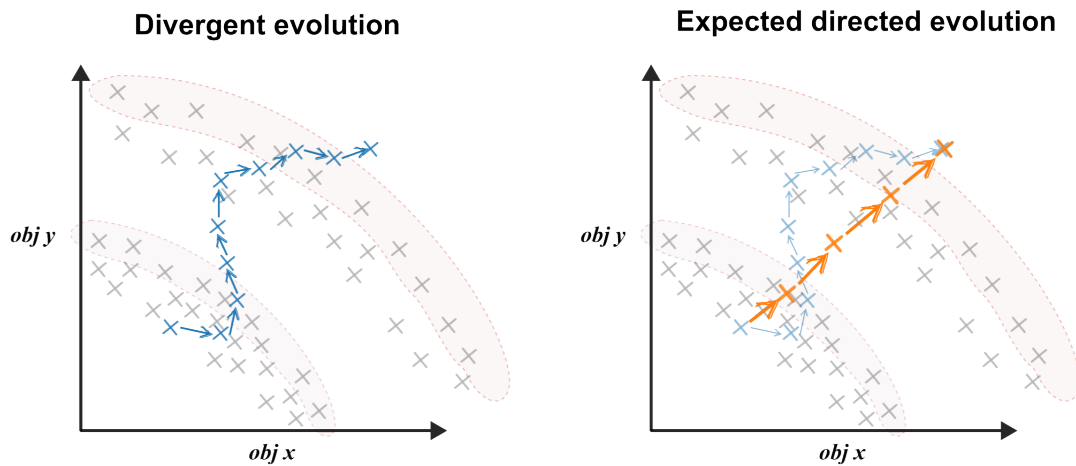 Divergent evolution
Expected directed evolution
obj y
obj x
obj y
obj x